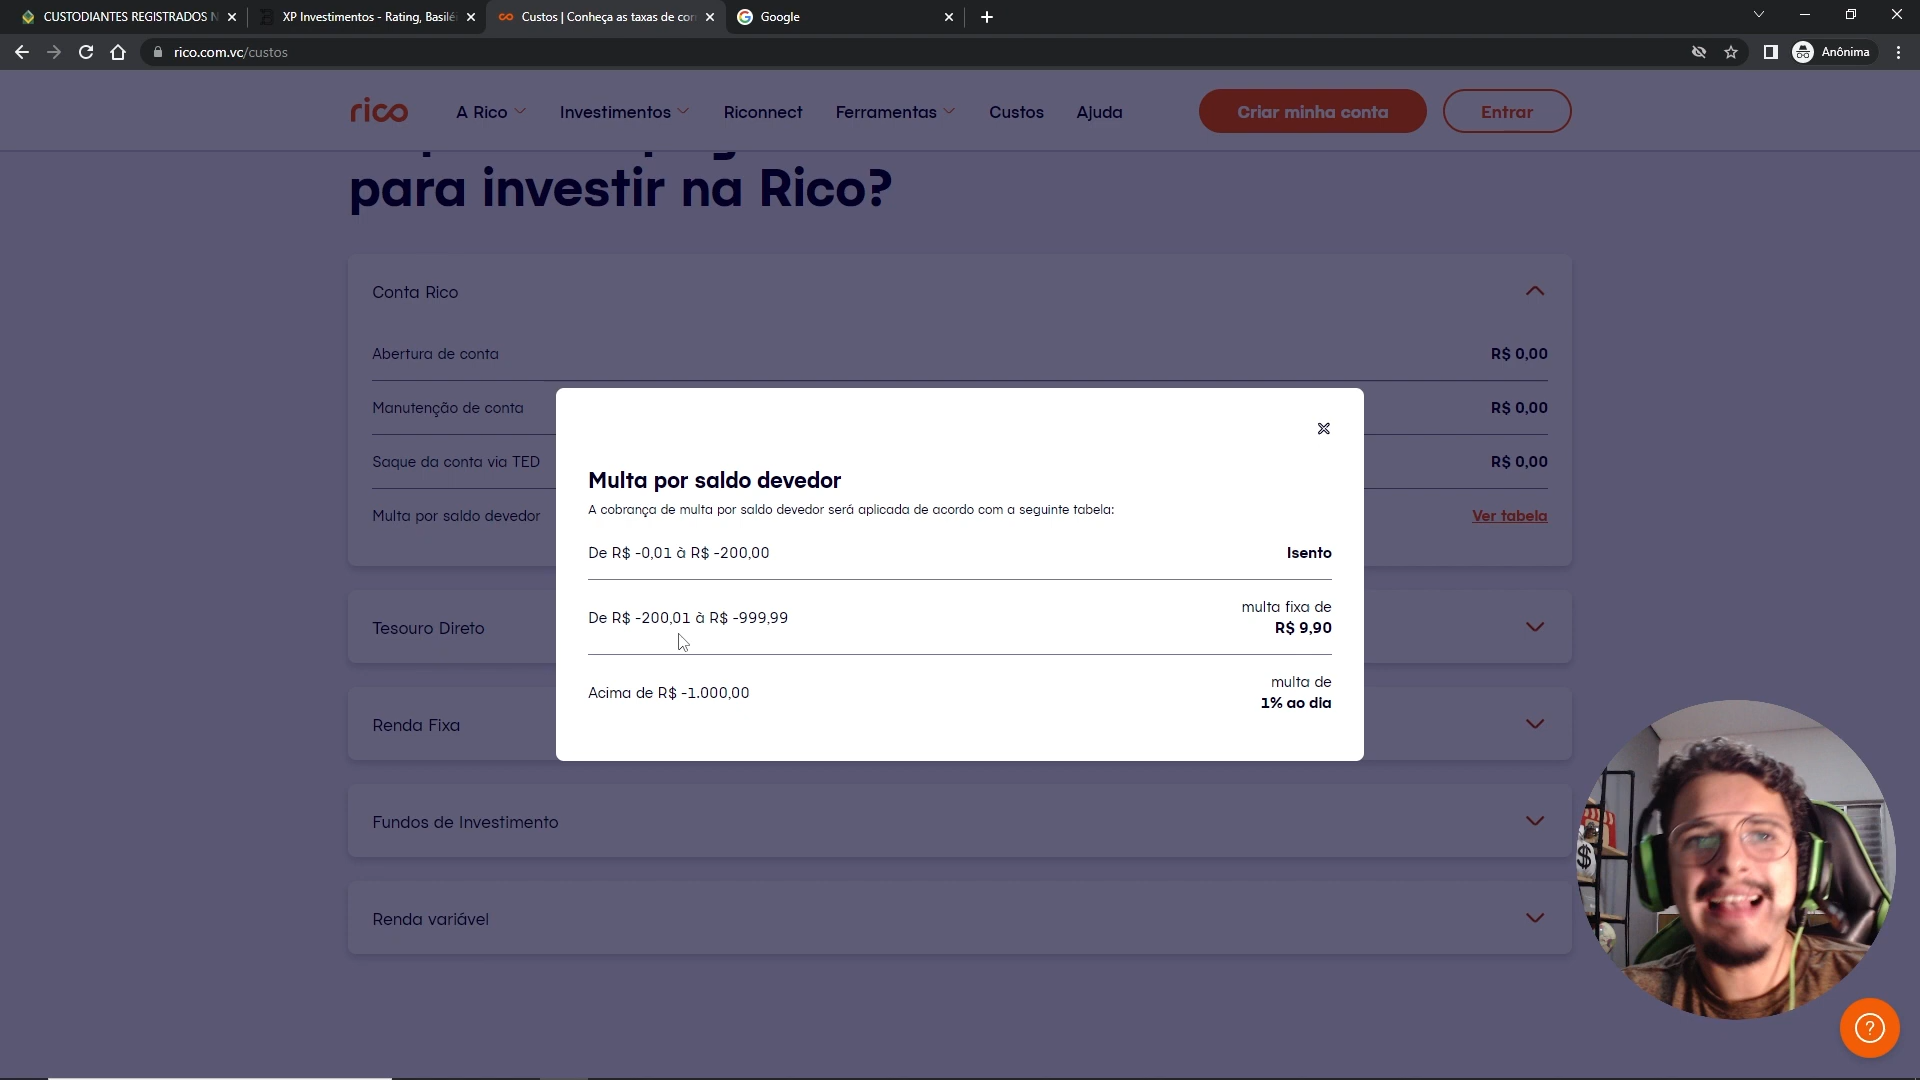 CUSTODIANTES REGISTRADOS N
XP Investimentos - Rating, Basilé
Custos | Conheça as taxas de cor
Google
rico.com.vc/custos
Anônima
rico
A Rico
Investimentos
Riconnect
Ferramentas
Custos
Ajuda
Criar minha conta
Entrar
para investir na Rico?
Conta Rico
Abertura de conta
R$ 0,00
Manutenção de conta
R$ 0,00
Saque da conta via TED
R$ 0,00
Multa por saldo devedor
Ver tabela
Multa por saldo devedor
A cobrança de multa por saldo devedor será aplicada de acordo com a seguinte tabela:
De R$ -0,01 à R$ -200,00
Isento
De R$ -200,01 à R$ -999,99
multa fixa de
R$ 9,90
Acima de R$ -1.000,00
multa de
1% ao dia
Tesouro Direto
Renda Fixa
Fundos de Investimento
Renda variável
$
?